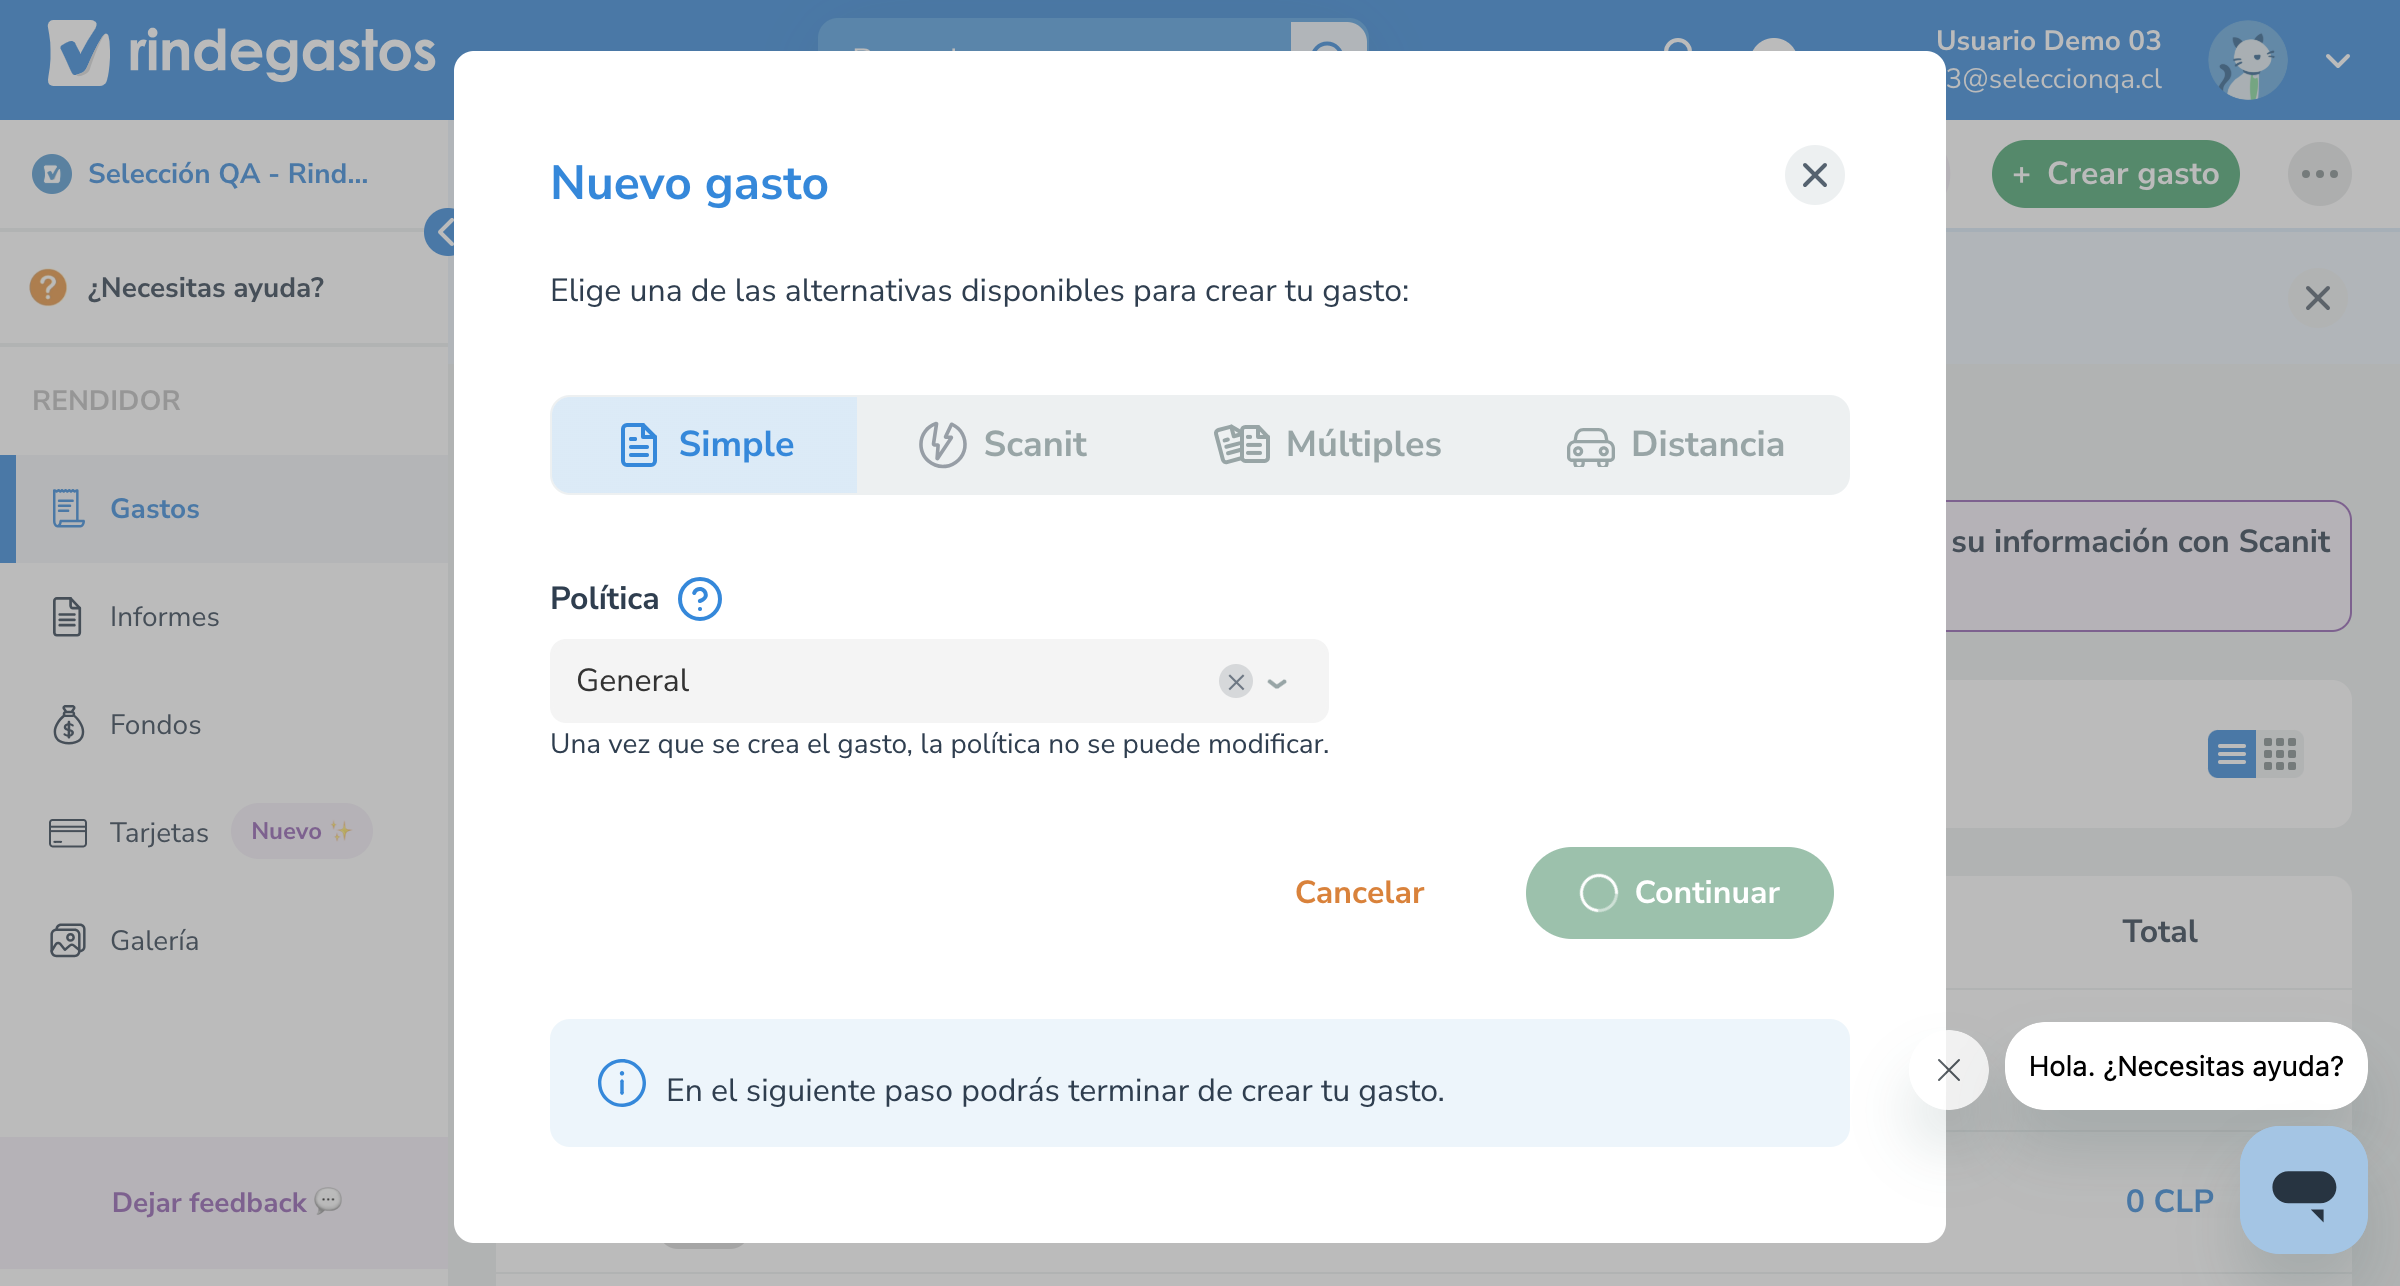 rindegastos
Usuario Demo 03
3@seleccionqa.cl
Selección QA - Rind...
+ Crear gasto
¿Necesitas ayuda?
RENDIDOR
Gastos
Informes
Fondos
Tarjetas
Nuevo ✨
Galería
Dejar feedback 💬
Nuevo gasto
Elige una de las alternativas disponibles para crear tu gasto:
Simple
Scanit
Múltiples
Distancia
Política
General
Una vez que se crea el gasto, la política no se puede modificar.
Cancelar
Continuar
En el siguiente paso podrás terminar de crear tu gasto.
su información con Scanit
Total
Hola. ¿Necesitas ayuda?
0 CLP